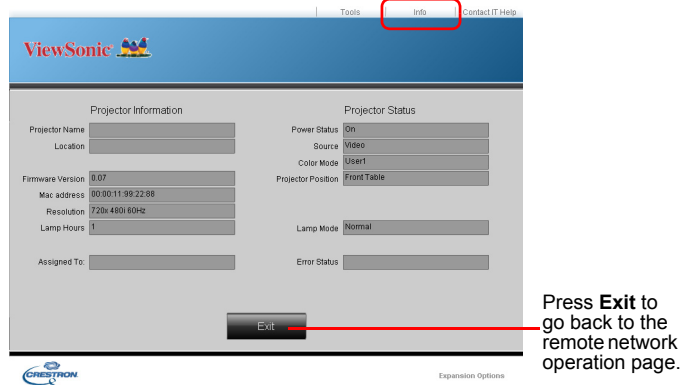 Tools Info Contact IT Help
ViewSonic
Projector Information
Projector Name
Location
Firmware Version 0.07
Mac address 00:00:11:99:22:88
Resolution 720x 480i 60Hz
Lamp Hours 1
Assigned To:
Projector Status
Power Status On
Source Video
Color Mode User1
Projector Position Front Table
Lamp Mode Normal
Error Status
Exit
Press Exit to
go back to the
remote network
operation page.
CRESTRON
Expansion Options